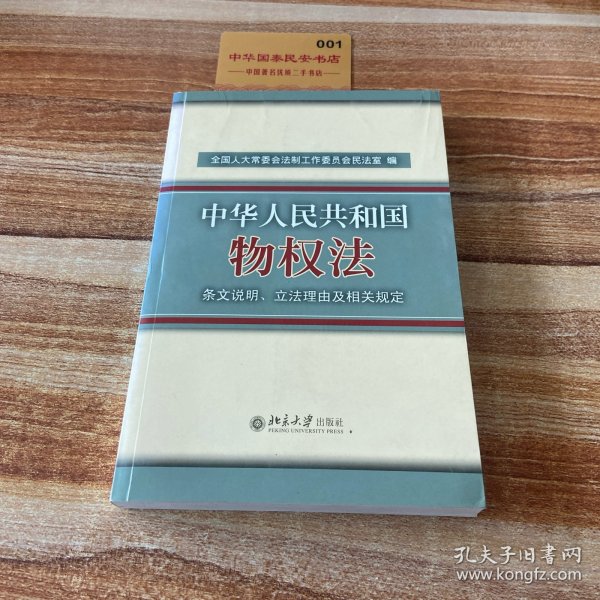 001
中华国泰民安书店
中国著名优质二手书店
全国人大常委会法制工作委员会民法室 编
中华人民共和国
物权法
条文说明、立法理由及相关规定
北京大学出版社
PEKING UNIVERSITY PRESS
孔夫子旧书网
www.kongfz.com